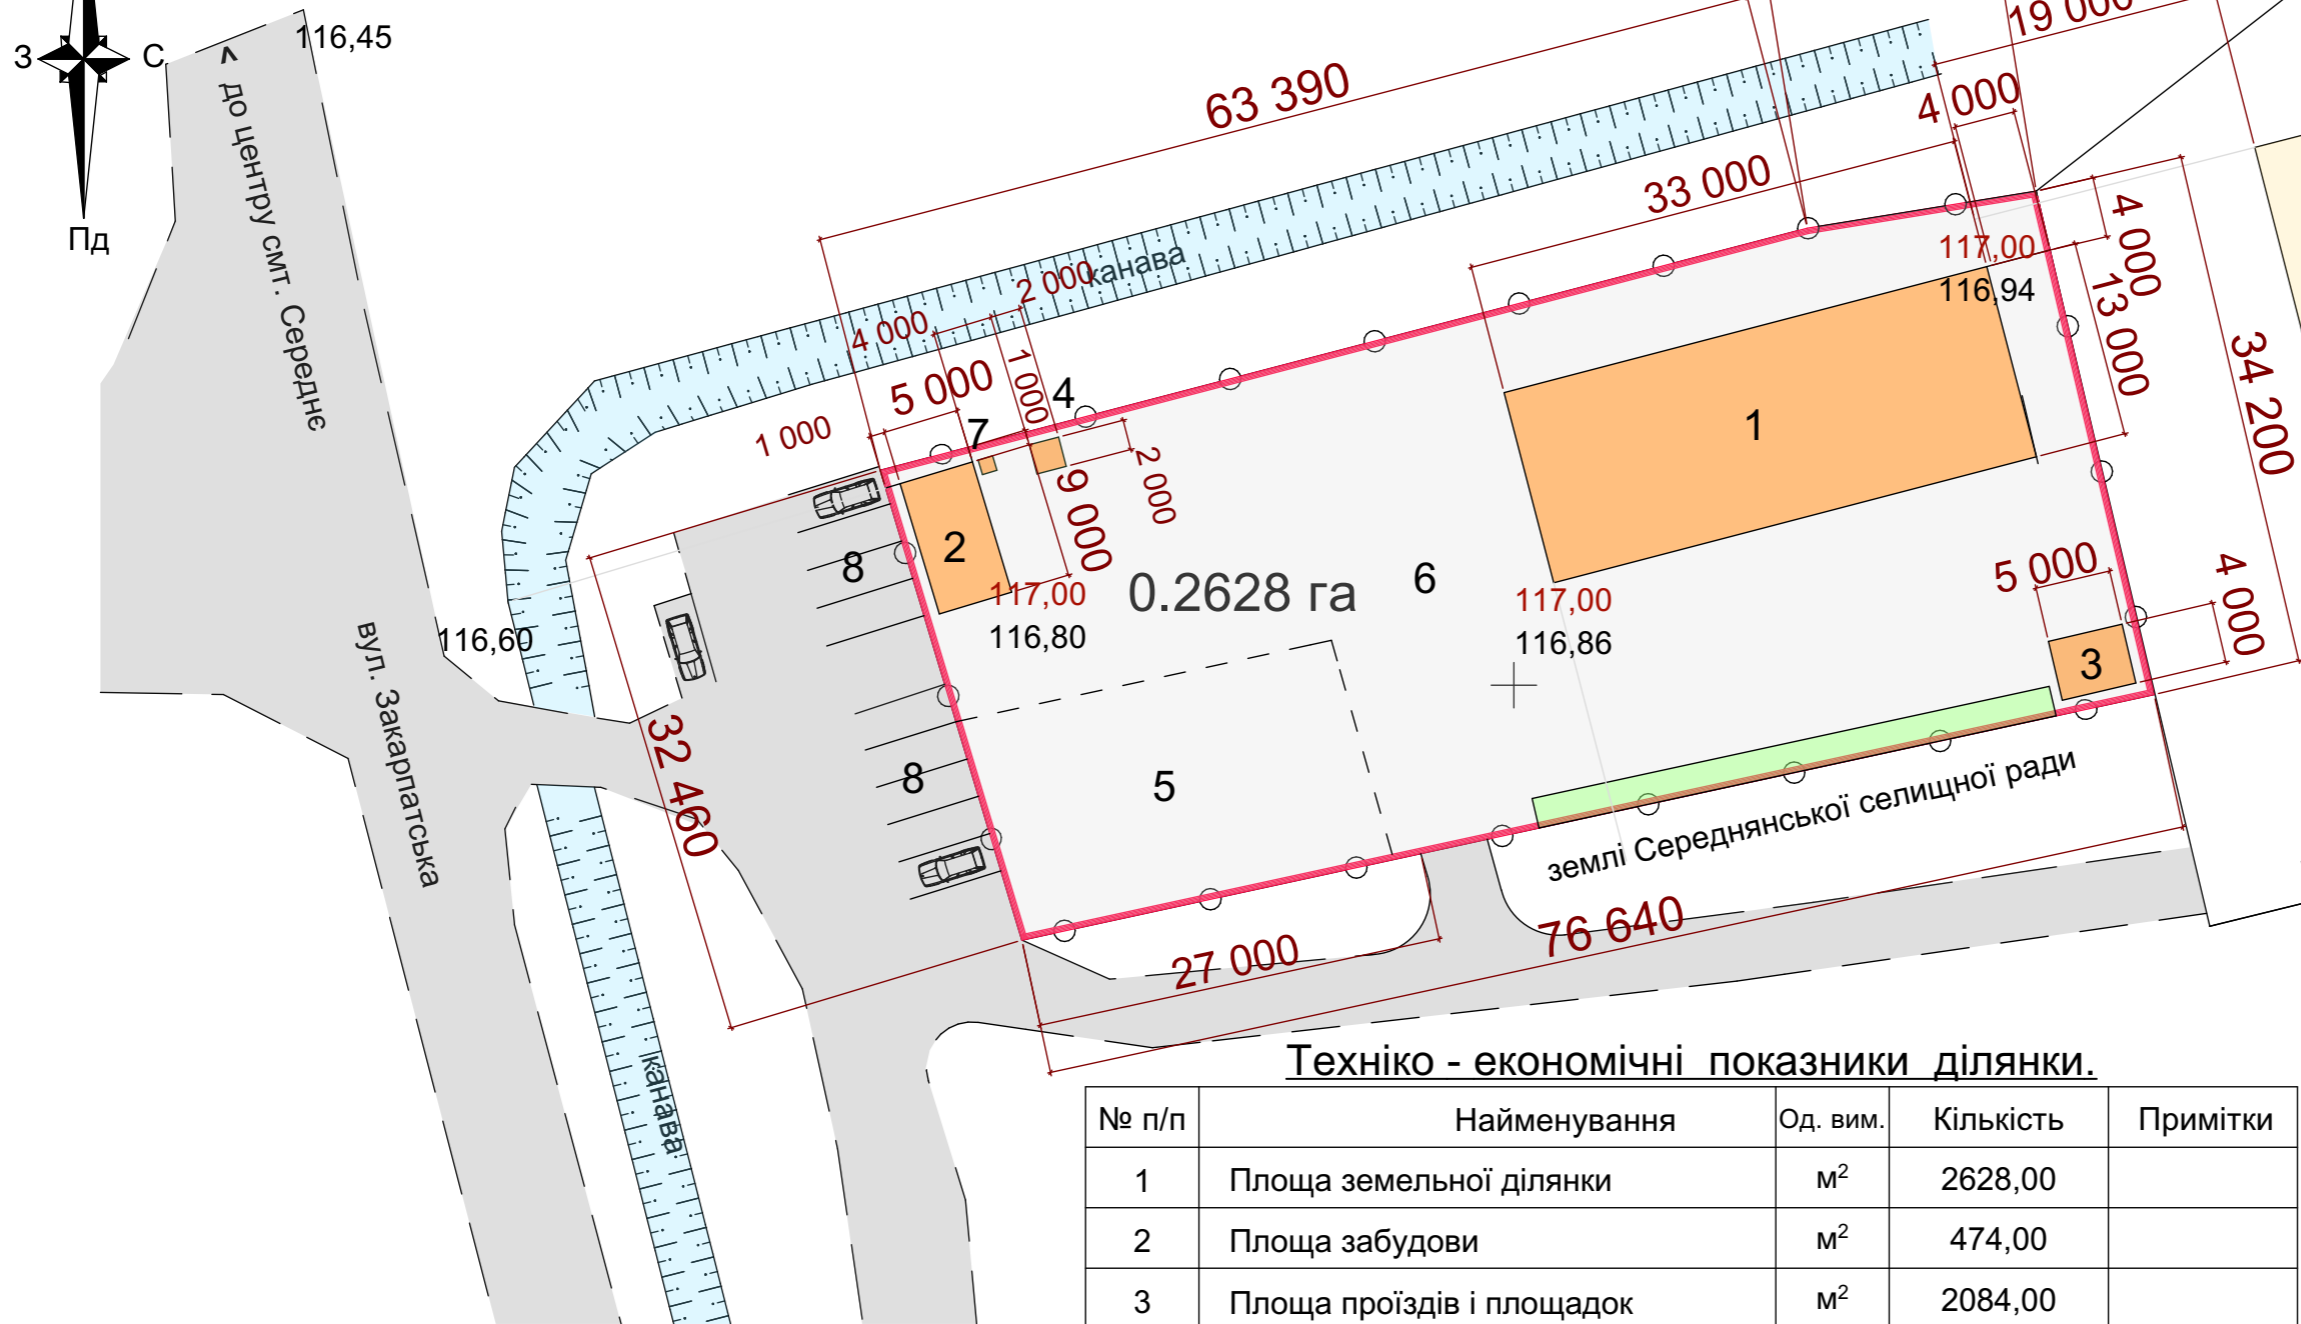 19 000
116,45
З
С
Пд
< до центру смт. Середнє
63 390
4 000
33 000
4 000
канава
2 000
4 000
5 000
1 000
1 000
4
7
117,00
116,94
13 000
34 200
1
2 000
9 000
2
8
117,00
116,80
0.2628 га
6
117,00
116,86
5 000
4 000
3
116,60
вул. Закарпатська
32 460
8
5
землі Середнянської селищної ради
76 640
27 000
канава
Техніко - економічні показники ділянки.
№ п/п Найменування Од. вим. Кількість Примітки
1 Площа земельної ділянки м² 2628,00
2 Площа забудови м² 474,00
3 Площа проїздів і площадок м² 2084,00